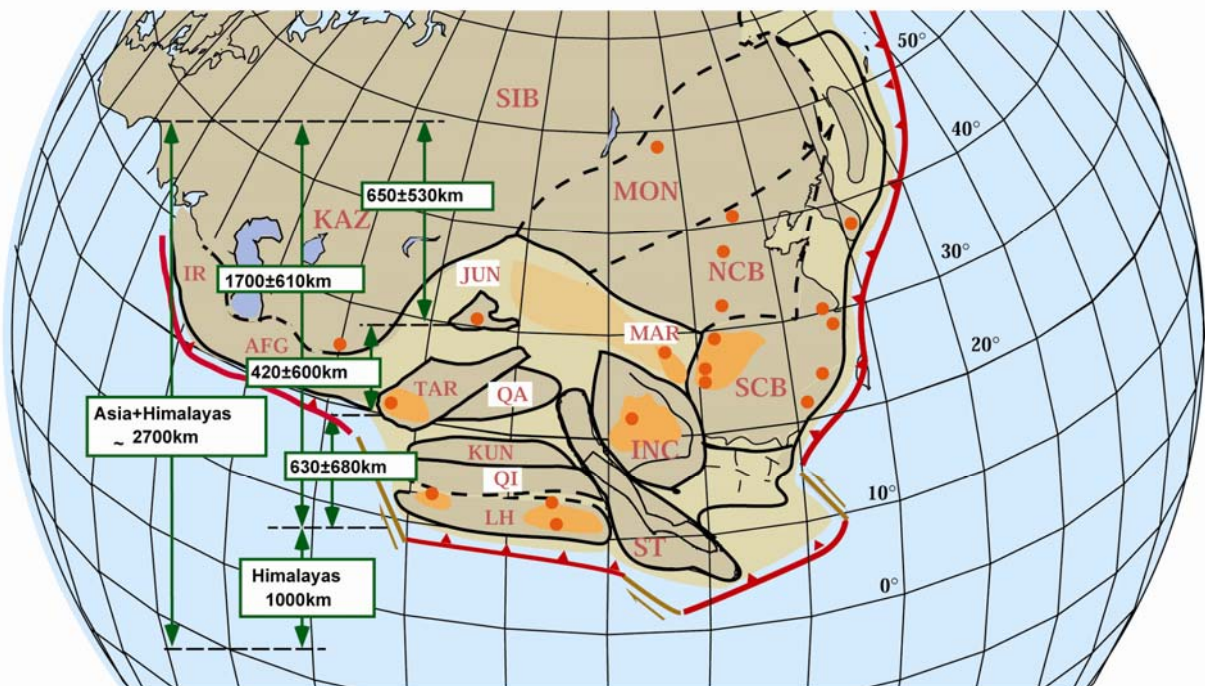 50°
SIB
40°
650±530km
MON
KAZ
30°
IR
JUN
NCB
1700±610km
MAR
AFG
20°
420±600km
TAR
QA
SCB
Asia+Himalayas
~ 2700km
INC
KUN
630±680km
QI
10°
LH
ST
Himalayas
1000km
0°